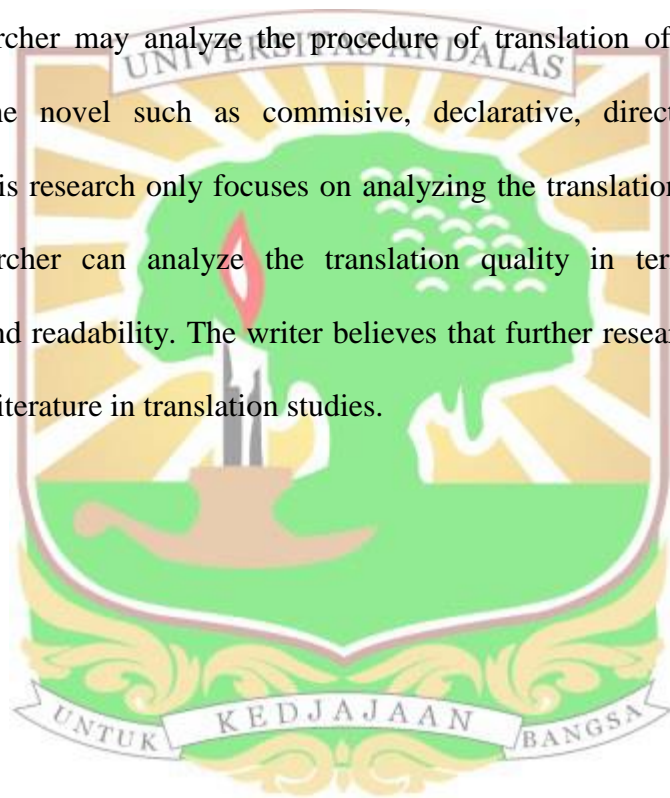 rcher may analyze the procedure of translation of
UNIVERSITAS ANDALAS
ne novel such as commisive, declarative, direct
is research only focuses on analyzing the translation
rcher can analyze the translation quality in ter
nd readability. The writer believes that further resear
iterature in translation studies.
UNTUK KEDJAJAAN BANGSA